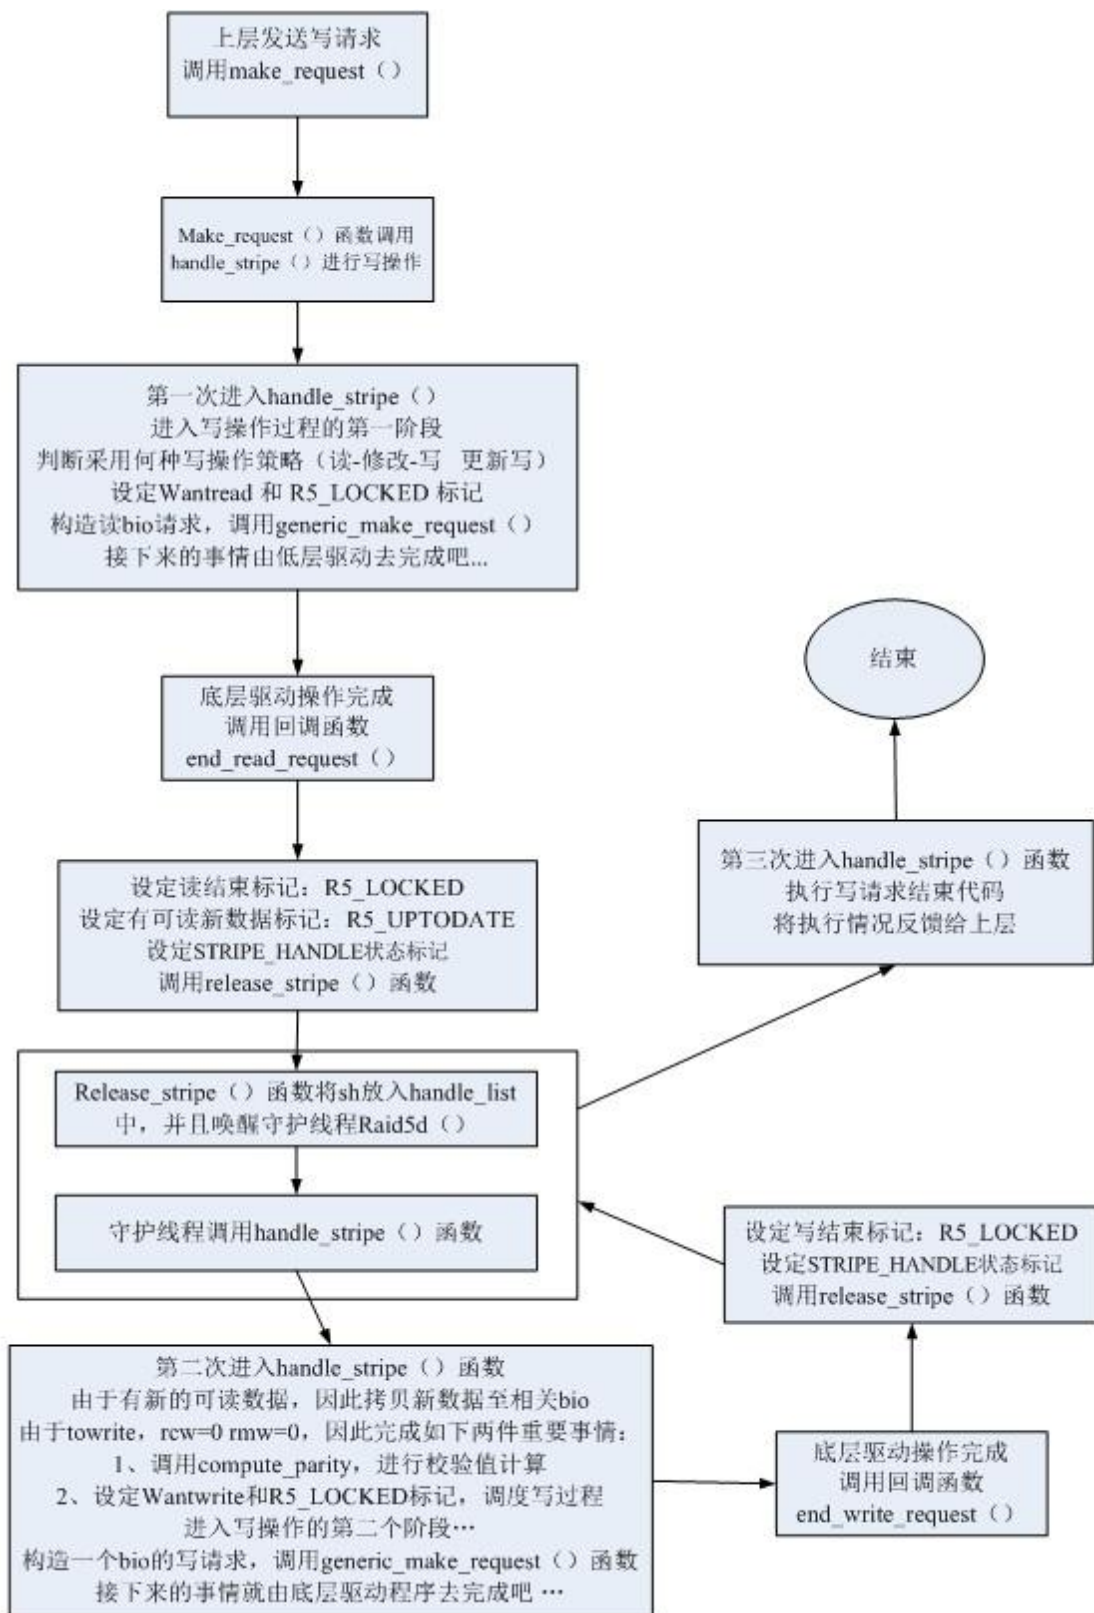 上层发送写请求
调用make_request（）
Make_request（）函数调用
handle_stripe（）进行写操作
第一次进入handle_stripe（）
进入写操作过程的第一阶段
判断采用何种写操作策略（读-修改-写 更新写）
设定Wantread 和 R5_LOCKED 标记
构造读bio请求，调用generic_make_request（）
接下来的事情由低层驱动去完成吧...
底层驱动操作完成
调用回调函数
end_read_request（）
设定读结束标记：R5_LOCKED
设定有可读新数据标记：R5_UPTODATE
设定STRIPE_HANDLE状态标记
调用release_stripe（）函数
Release_stripe（）函数将sh放入handle_list
中，并且唤醒守护线程Raid5d（）
守护线程调用handle_stripe（）函数
第二次进入handle_stripe（）函数
由于有新的可读数据，因此拷贝新数据至相关bio
由于towrite，rcw=0 rmw=0，因此完成如下两件重要事情：
1、调用compute_parity，进行校验值计算
2、设定Wantwrite和R5_LOCKED标记，调度写过程
进入写操作的第二个阶段…
构造一个bio的写请求，调用generic_make_request（）函数
接下来的事情就由底层驱动程序去完成吧 …
底层驱动操作完成
调用回调函数
end_write_request（）
设定写结束标记：R5_LOCKED
设定STRIPE_HANDLE状态标记
调用release_stripe（）函数
第三次进入handle_stripe（）函数
执行写请求结束代码
将执行情况反馈给上层
结束